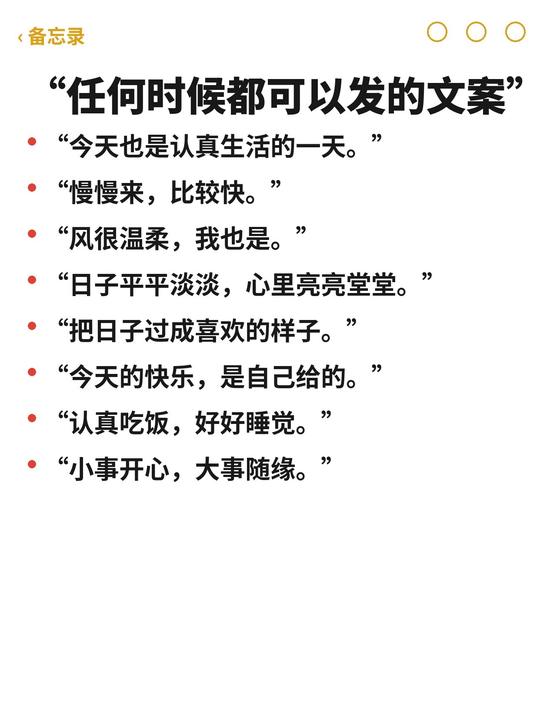 ‹ 备忘录
“任何时候都可以发的文案”
“今天也是认真生活的一天。”
“慢慢来，比较快。”
“风很温柔，我也是。”
“日子平平淡淡，心里亮亮堂堂。”
“把日子过成喜欢的样子。”
“今天的快乐，是自己给的。”
“认真吃饭，好好睡觉。”
“小事开心，大事随缘。”